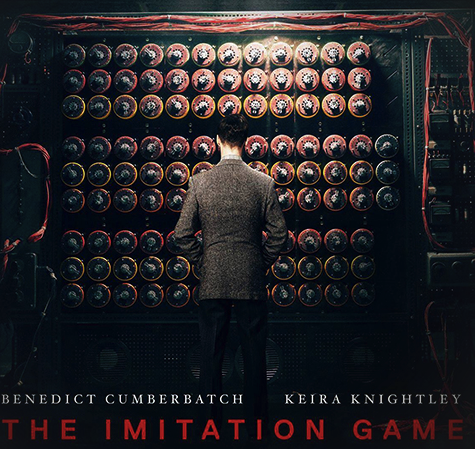 BENEDICT CUMBERBATCH KEIRA KNIGHTLEY
THE IMITATION GAME